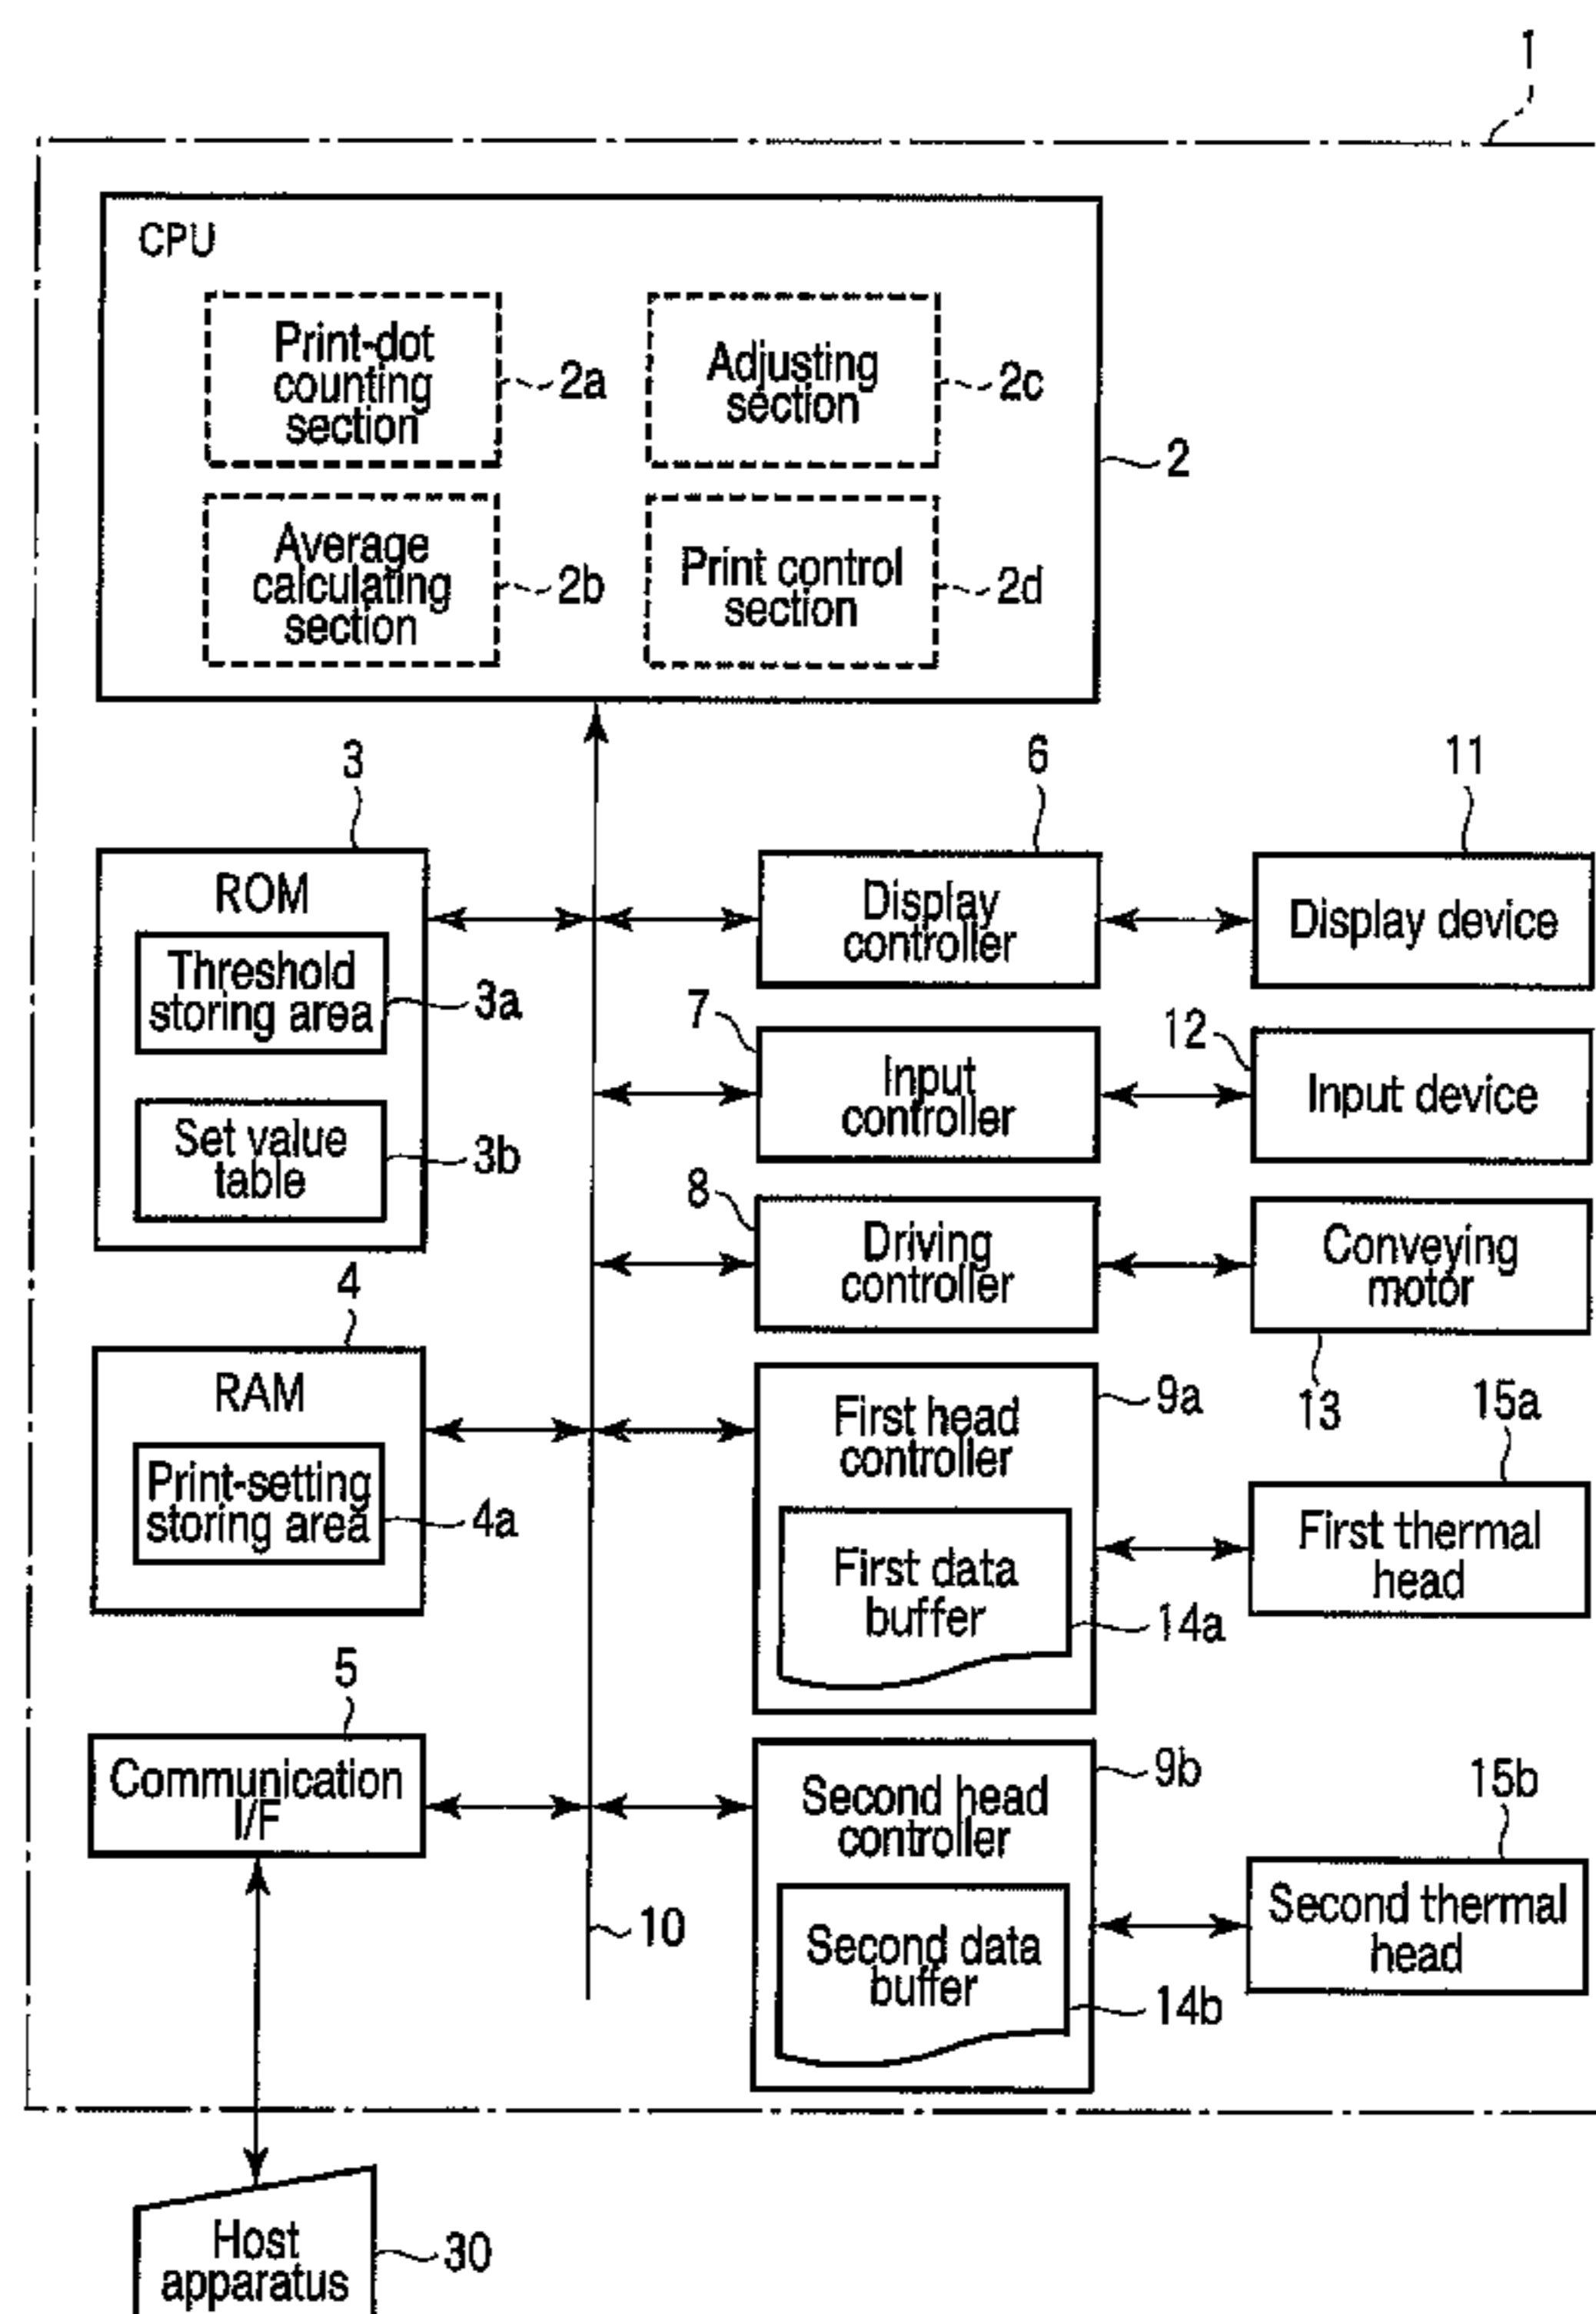 1
CPU
Print-dot
counting
section
2a
Adjusting
section
2c
2
Average
calculating
section
2b
Print control
section
2d
3
6
11
ROM
Threshold
storing area
3a
Set value
table
3b
Display
controller
Display device
7
Input
controller
12
Input device
8
Driving
controller
Conveying
motor
13
4
RAM
Print-setting
storing area
4a
First head
controller
9a
First data
buffer
14a
15a
First thermal
head
5
Communication
I/F
10
Second head
controller
9b
Second data
buffer
14b
15b
Second thermal
head
Host
apparatus
30